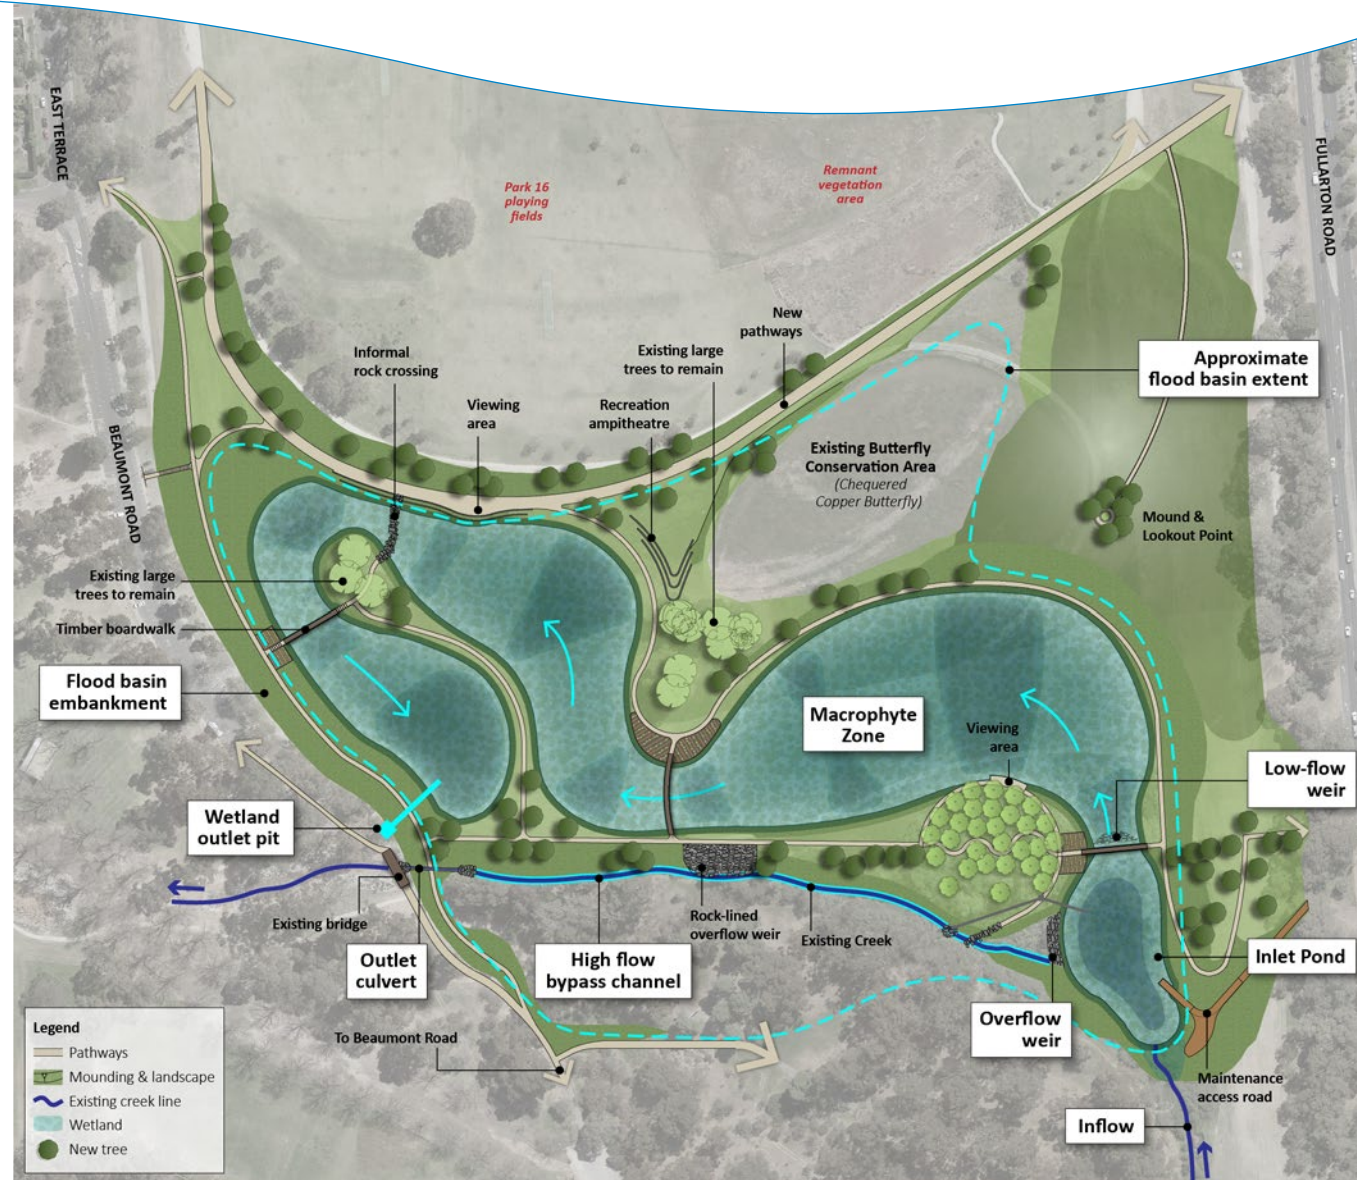 EAST TERRACE
FULLARTON ROAD
BEAUMONT ROAD
Park 16
playing
fields
Remnant
vegetation
area
New
pathways
Existing large
trees to remain
Informal
rock crossing
Viewing
area
Recreation
ampitheatre
Approximate
flood basin extent
Existing Butterfly
Conservation Area
(Chequered
Copper Butterfly)
Mound &
Lookout Point
Existing large
trees to remain
Timber boardwalk
Flood basin
embankment
Macrophyte
Zone
Viewing
area
Low-flow
weir
Wetland
outlet pit
Existing bridge
Outlet
culvert
High flow
bypass channel
Rock-lined
overflow weir
Existing Creek
Inlet Pond
Overflow
weir
To Beaumont Road
Maintenance
access road
Inflow
Legend
Pathways
Mounding & landscape
Existing creek line
Wetland
New tree